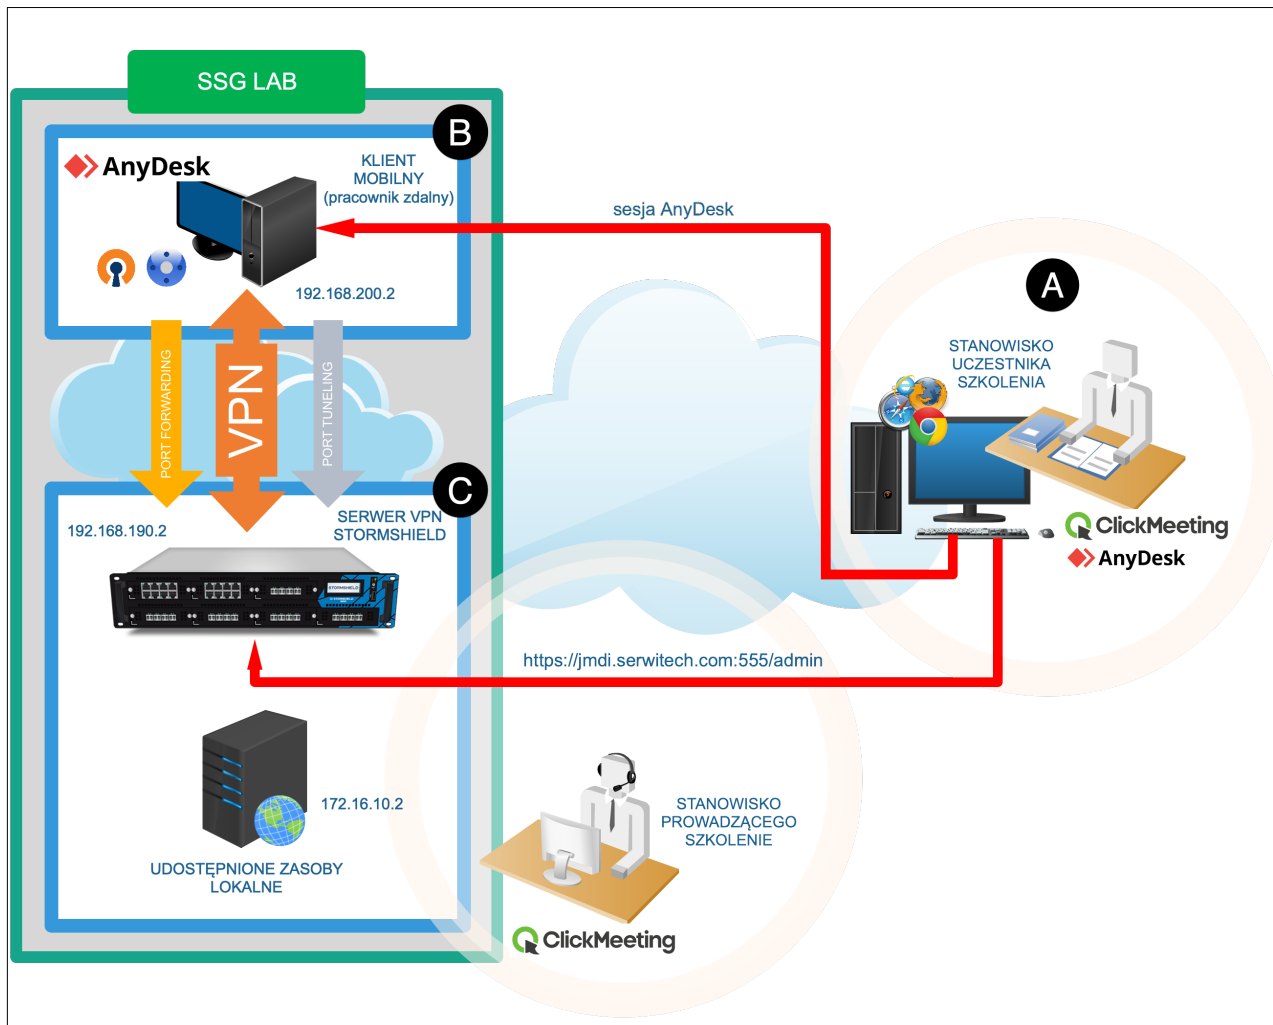 SSG LAB
B
AnyDesk
KLIENT
MOBILNY
(pracownik zdalny)
192.168.200.2
sesja AnyDesk
A
STANOWISKO
UCZESTNIKA
SZKOLENIA
ClickMeeting
AnyDesk
PORT FORWARDING
VPN
PORT TUNELING
C
192.168.190.2
SERWER VPN
STORMSHIELD
STORMSHIELD
https://jmdi.serwitech.com:555/admin
172.16.10.2
UDOSTĘPNIONE ZASOBY
LOKALNE
STANOWISKO
PROWADZĄCEGO
SZKOLENIE
ClickMeeting